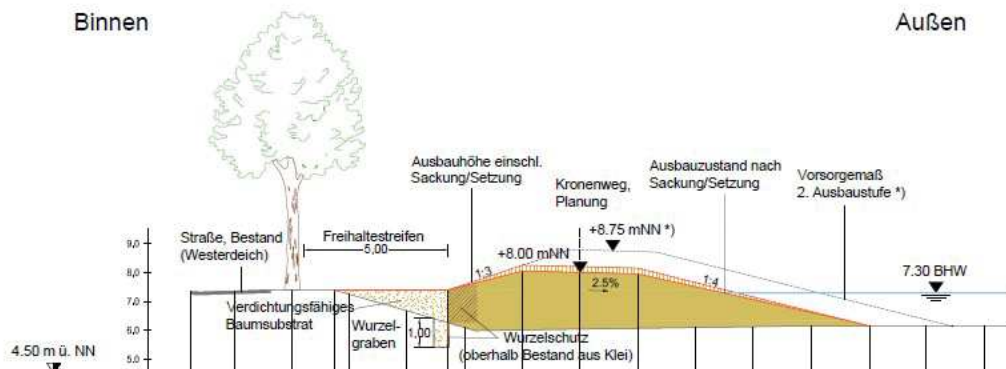 Binnen
Außen
Ausbauhöhe einschl.
Sackung/Setzung
Ausbauzustand nach
Sackung/Setzung
Vorsorgemaß
2. Ausbaustufe *)
Kronenweg,
Planung
Straße, Bestand
(Westerdeich)
Freihaltestreifen
5,00
+8.75 mNN *)
+8.00 mNN
9,0
8,0
7,0
6,0
5,0
1:3
2.5%
1:4
7.30 BHW
Verdichtungsfähiges
Baumsubstrat
Wurzel-
graben
1,00
Wurzelschutz
(oberhalb Bestand aus Klei)
4.50 m ü. NN